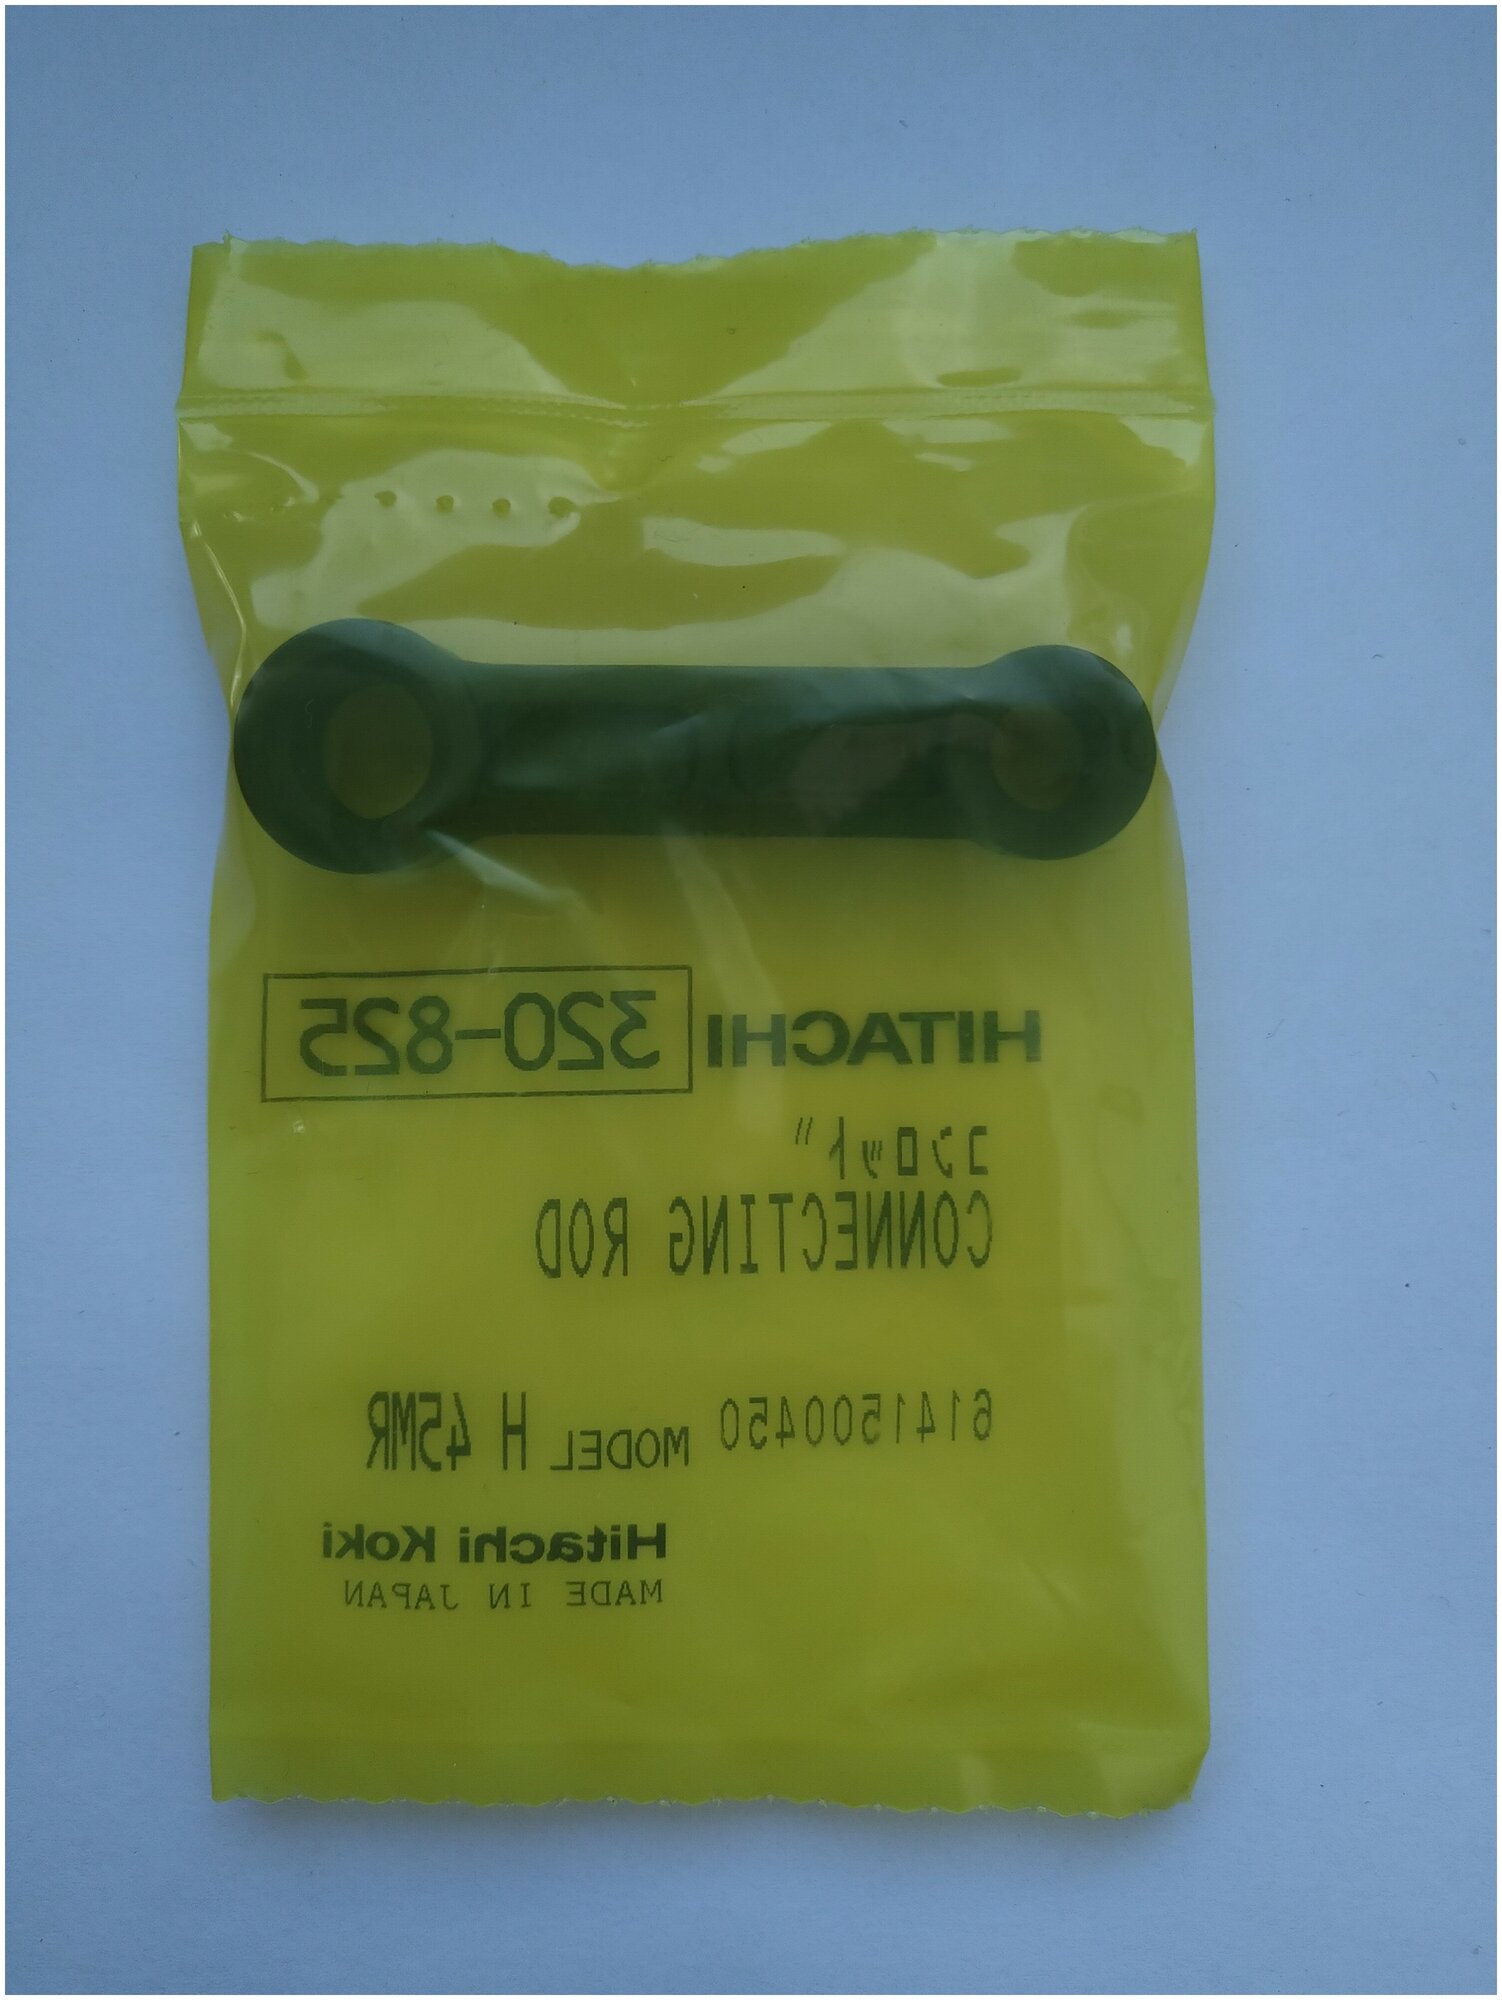 HITACHI 320-825
コンロッド
CONNECTING ROD
6141500450 MODEL H 45MR
Hitachi Koki
MADE IN JAPAN